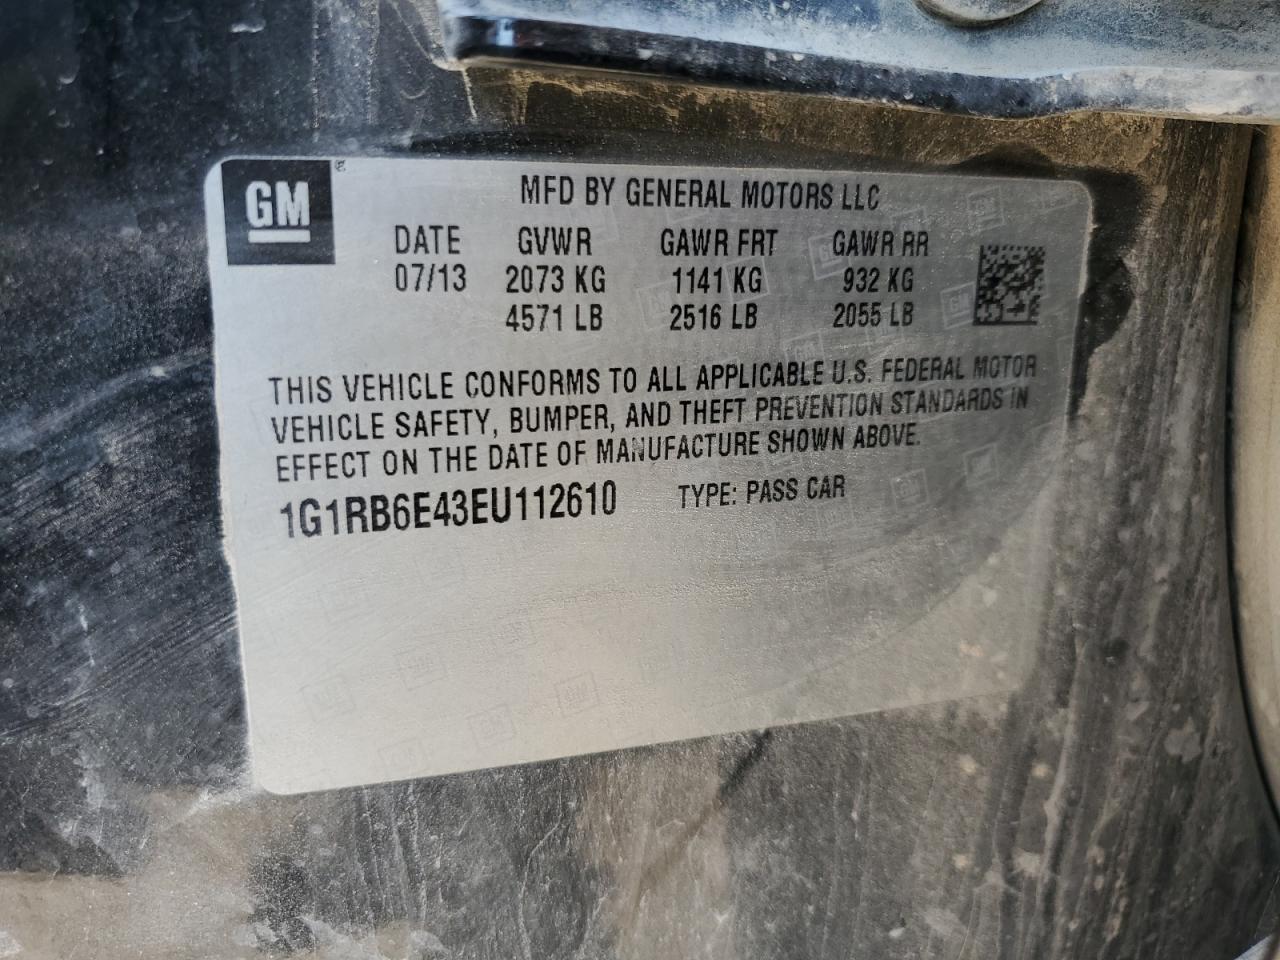 GM
MFD BY GENERAL MOTORS LLC
DATE GVWR GAWR FRT GAWR RR
07/13 2073 KG 1141 KG 932 KG
4571 LB 2516 LB 2055 LB
THIS VEHICLE CONFORMS TO ALL APPLICABLE U.S. FEDERAL MOTOR
VEHICLE SAFETY, BUMPER, AND THEFT PREVENTION STANDARDS IN
EFFECT ON THE DATE OF MANUFACTURE SHOWN ABOVE.
1G1RB6E43EU112610 TYPE: PASS CAR